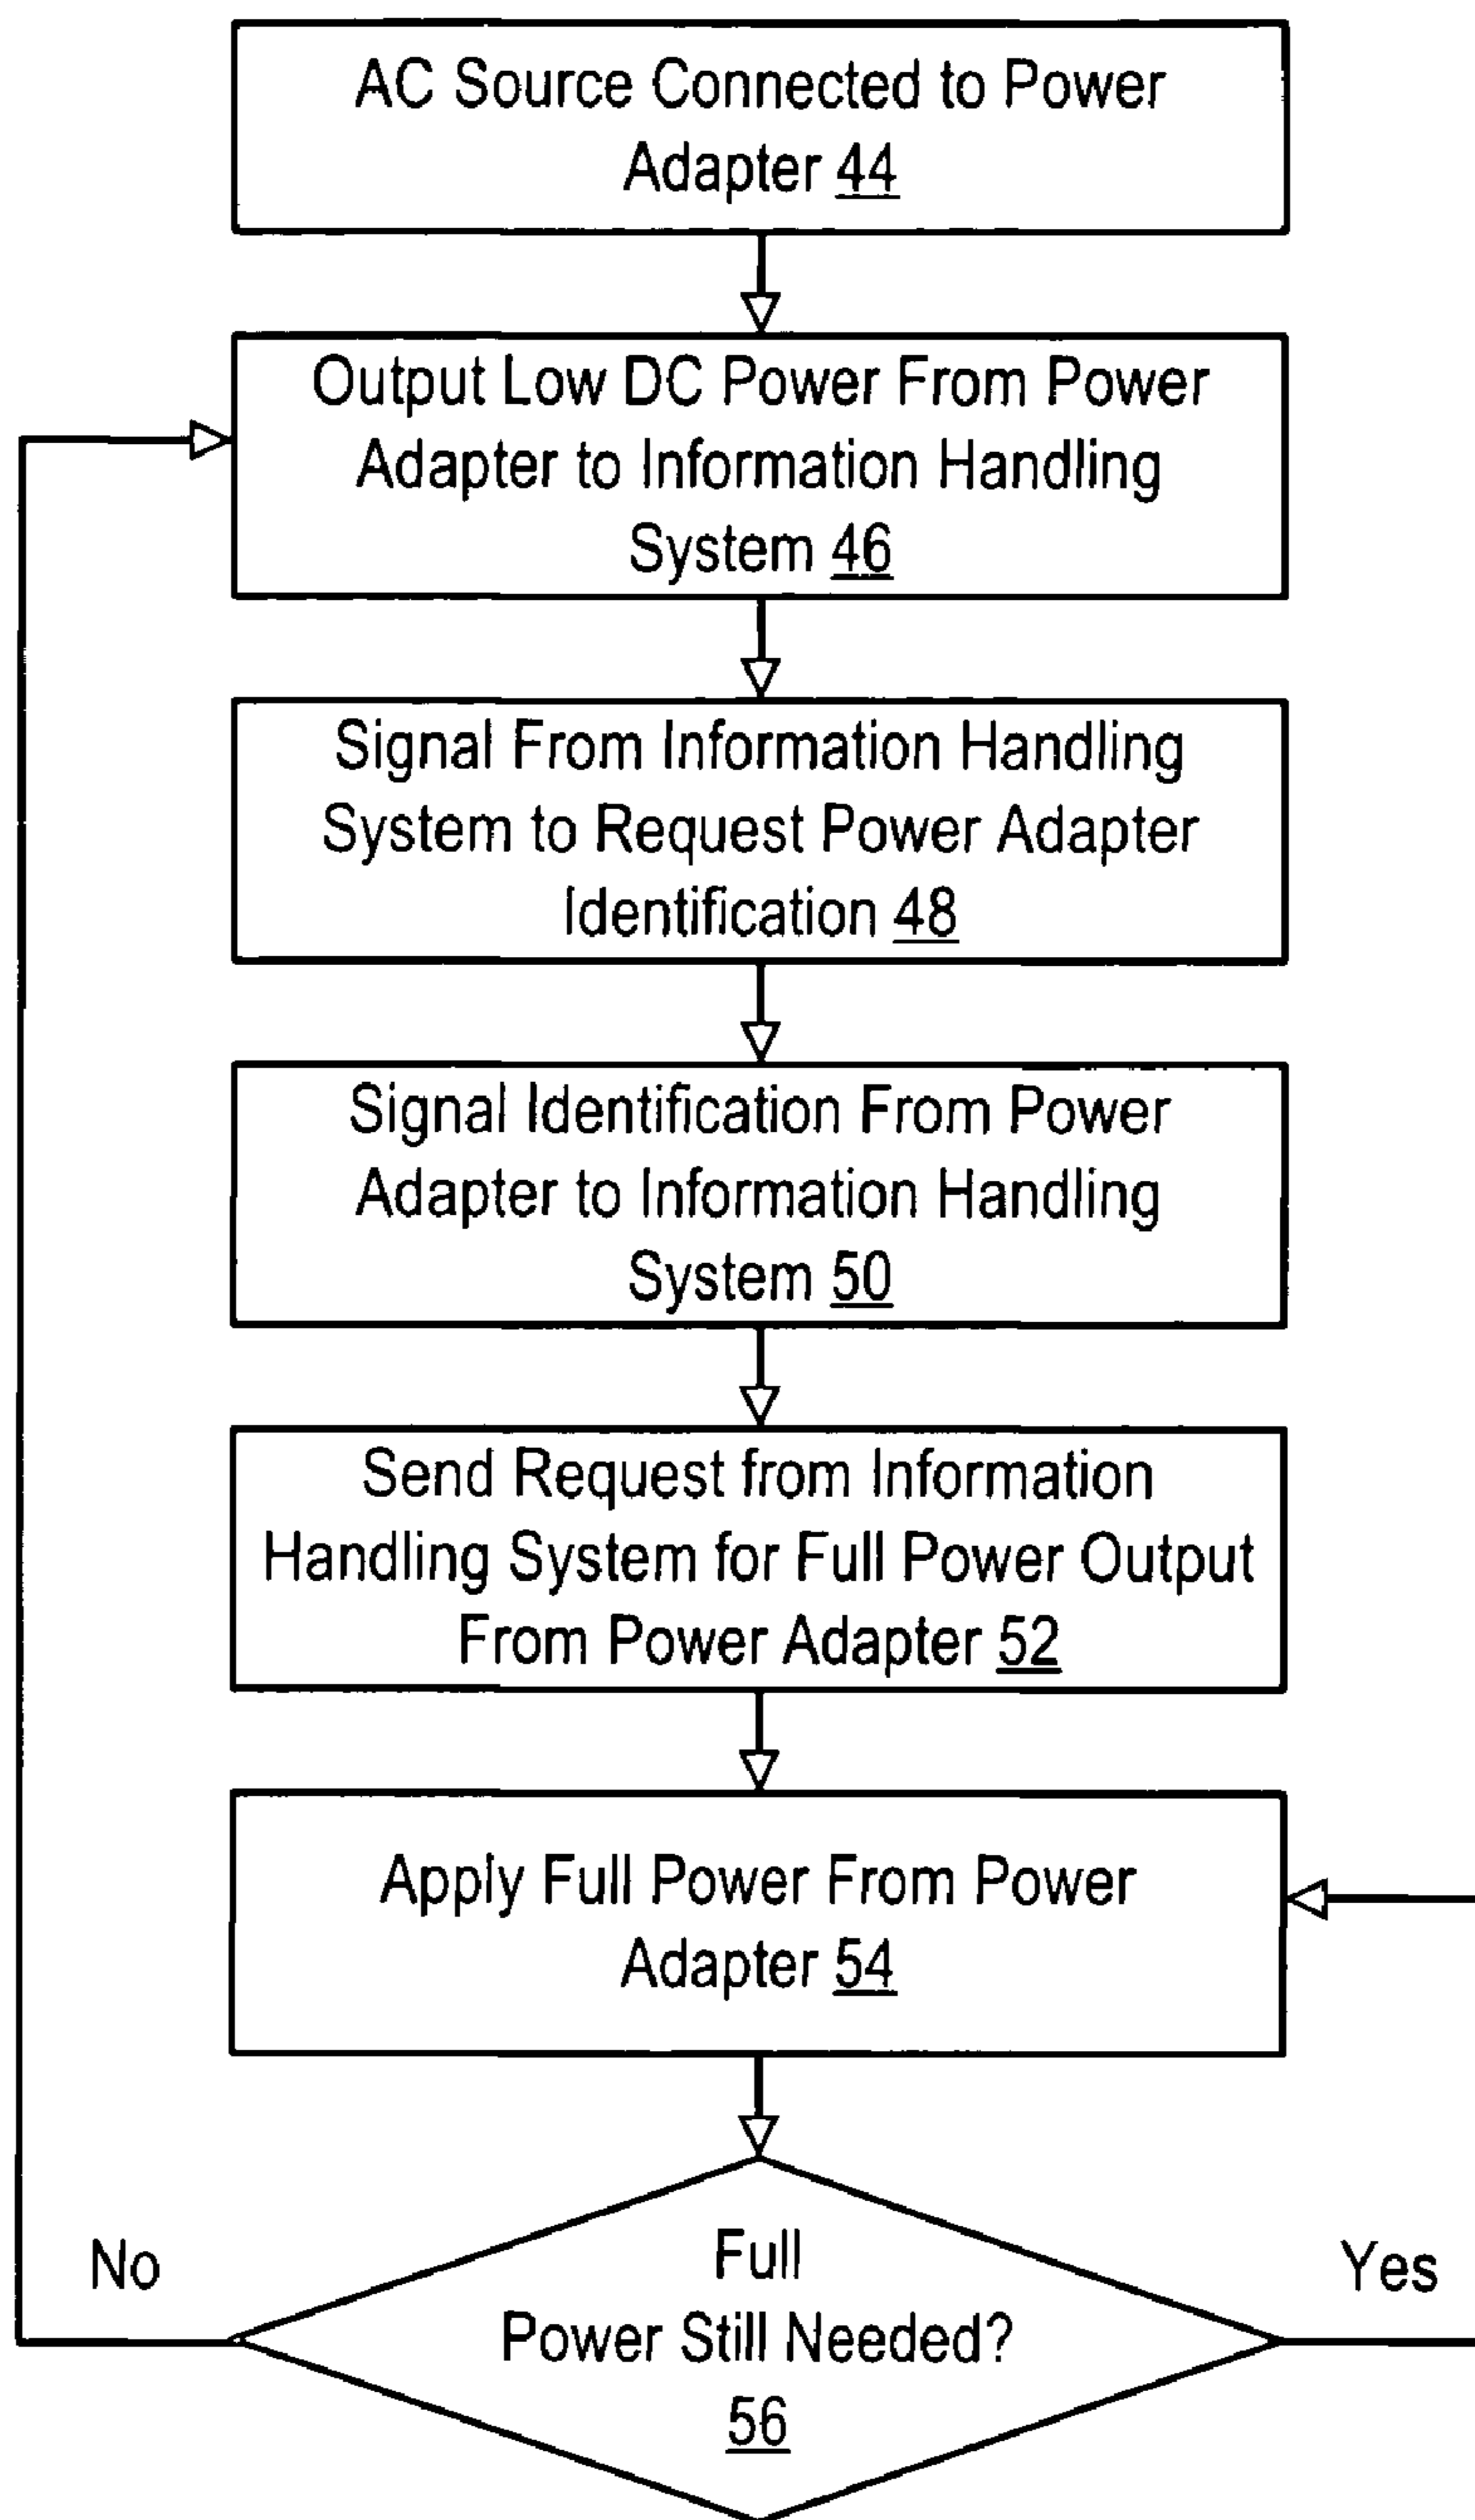 AC Source Connected to Power
Adapter 44
Output Low DC Power From Power
Adapter to Information Handling
System 46
Signal From Information Handling
System to Request Power Adapter
Identification 48
Signal Identification From Power
Adapter to Information Handling
System 50
Send Request from Information
Handling System for Full Power Output
From Power Adapter 52
Apply Full Power From Power
Adapter 54
No
Yes
Full
Power Still Needed?
56